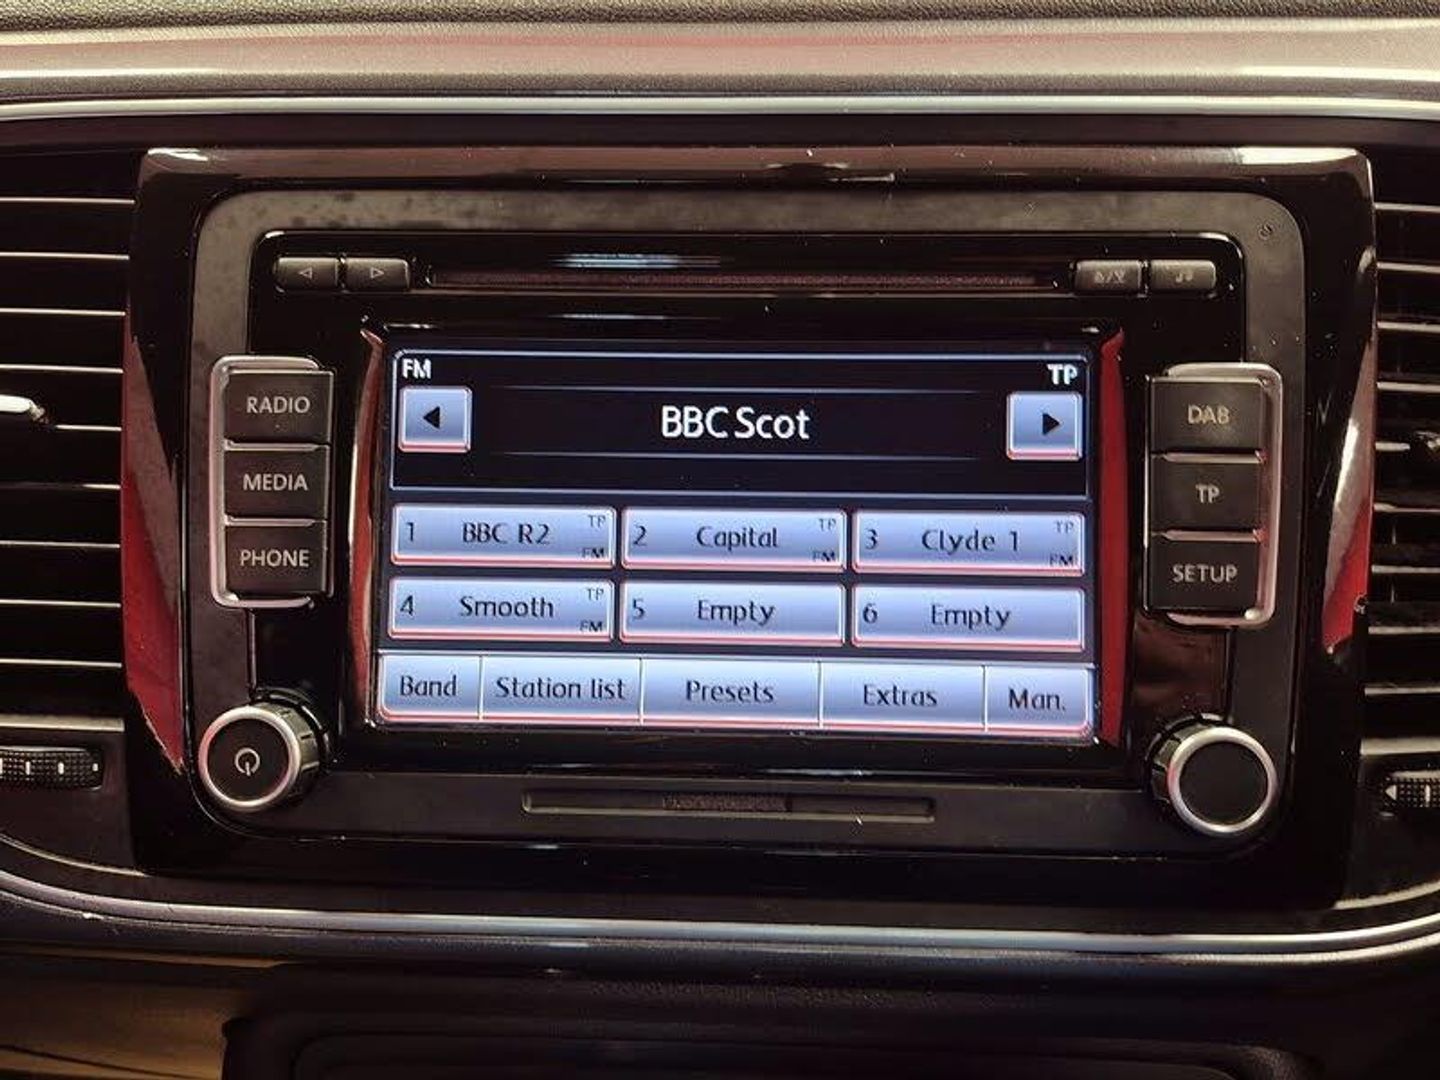 FM
TP
BBC Scot
RADIO
DAB
MEDIA
TP
PHONE
SETUP
1 BBC R2 TP FM
2 Capital TP FM
3 Clyde 1 TP FM
4 Smooth TP FM
5 Empty
6 Empty
Band
Station list
Presets
Extras
Man.